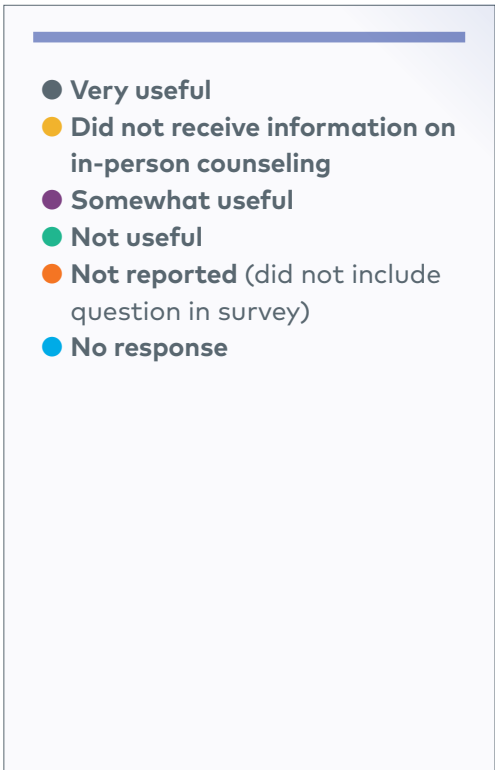 Very useful
Did not receive information on
in-person counseling
Somewhat useful
Not useful
Not reported (did not include
question in survey)
No response